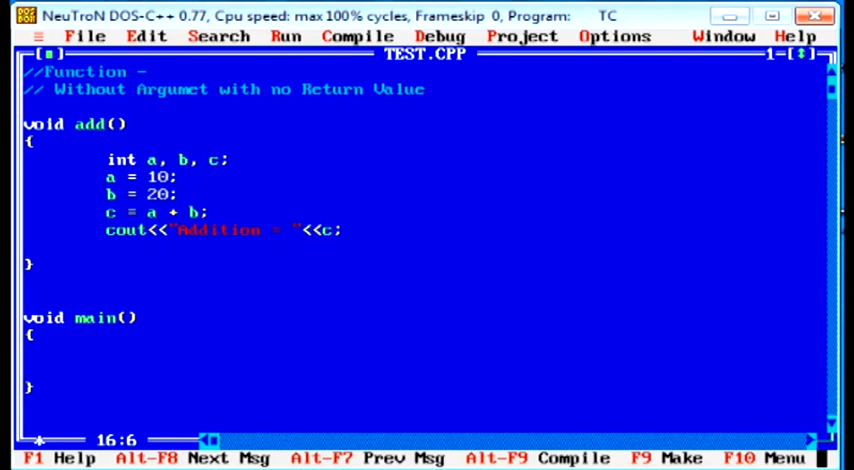 NeuTroN DOS-C++ 0.77, Cpu speed: max 100% cycles, Frameskip 0, Program: TC
File Edit Search Run Compile Debug Project Options Window Help
TEST.CPP 1
//Function -
// Without Argumet with no Return Value
void add()
{
int a, b, c;
a = 10;
b = 20;
c = a + b;
cout<<"Addition = "<<c;
}
void main()
{
}
16:6
F1 Help Alt-F8 Next Msg Alt-F7 Prev Msg Alt-F9 Compile F9 Make F10 Menu